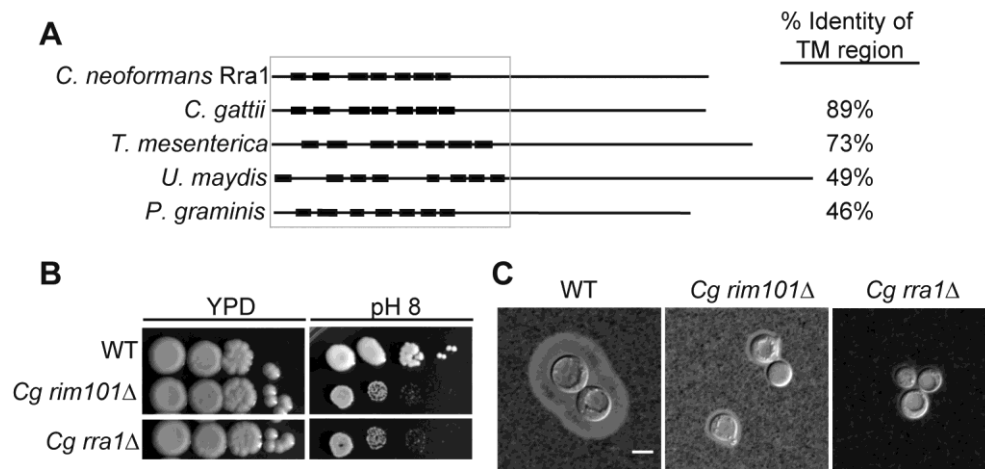 A
% Identity of
TM region
C. neoformans Rra1
C. gattii 89%
T. mesenterica 73%
U. maydis 49%
P. graminis 46%
B
YPD pH 8
WT
Cg rim101Δ
Cg rra1Δ
C
WT Cg rim101Δ Cg rra1Δ